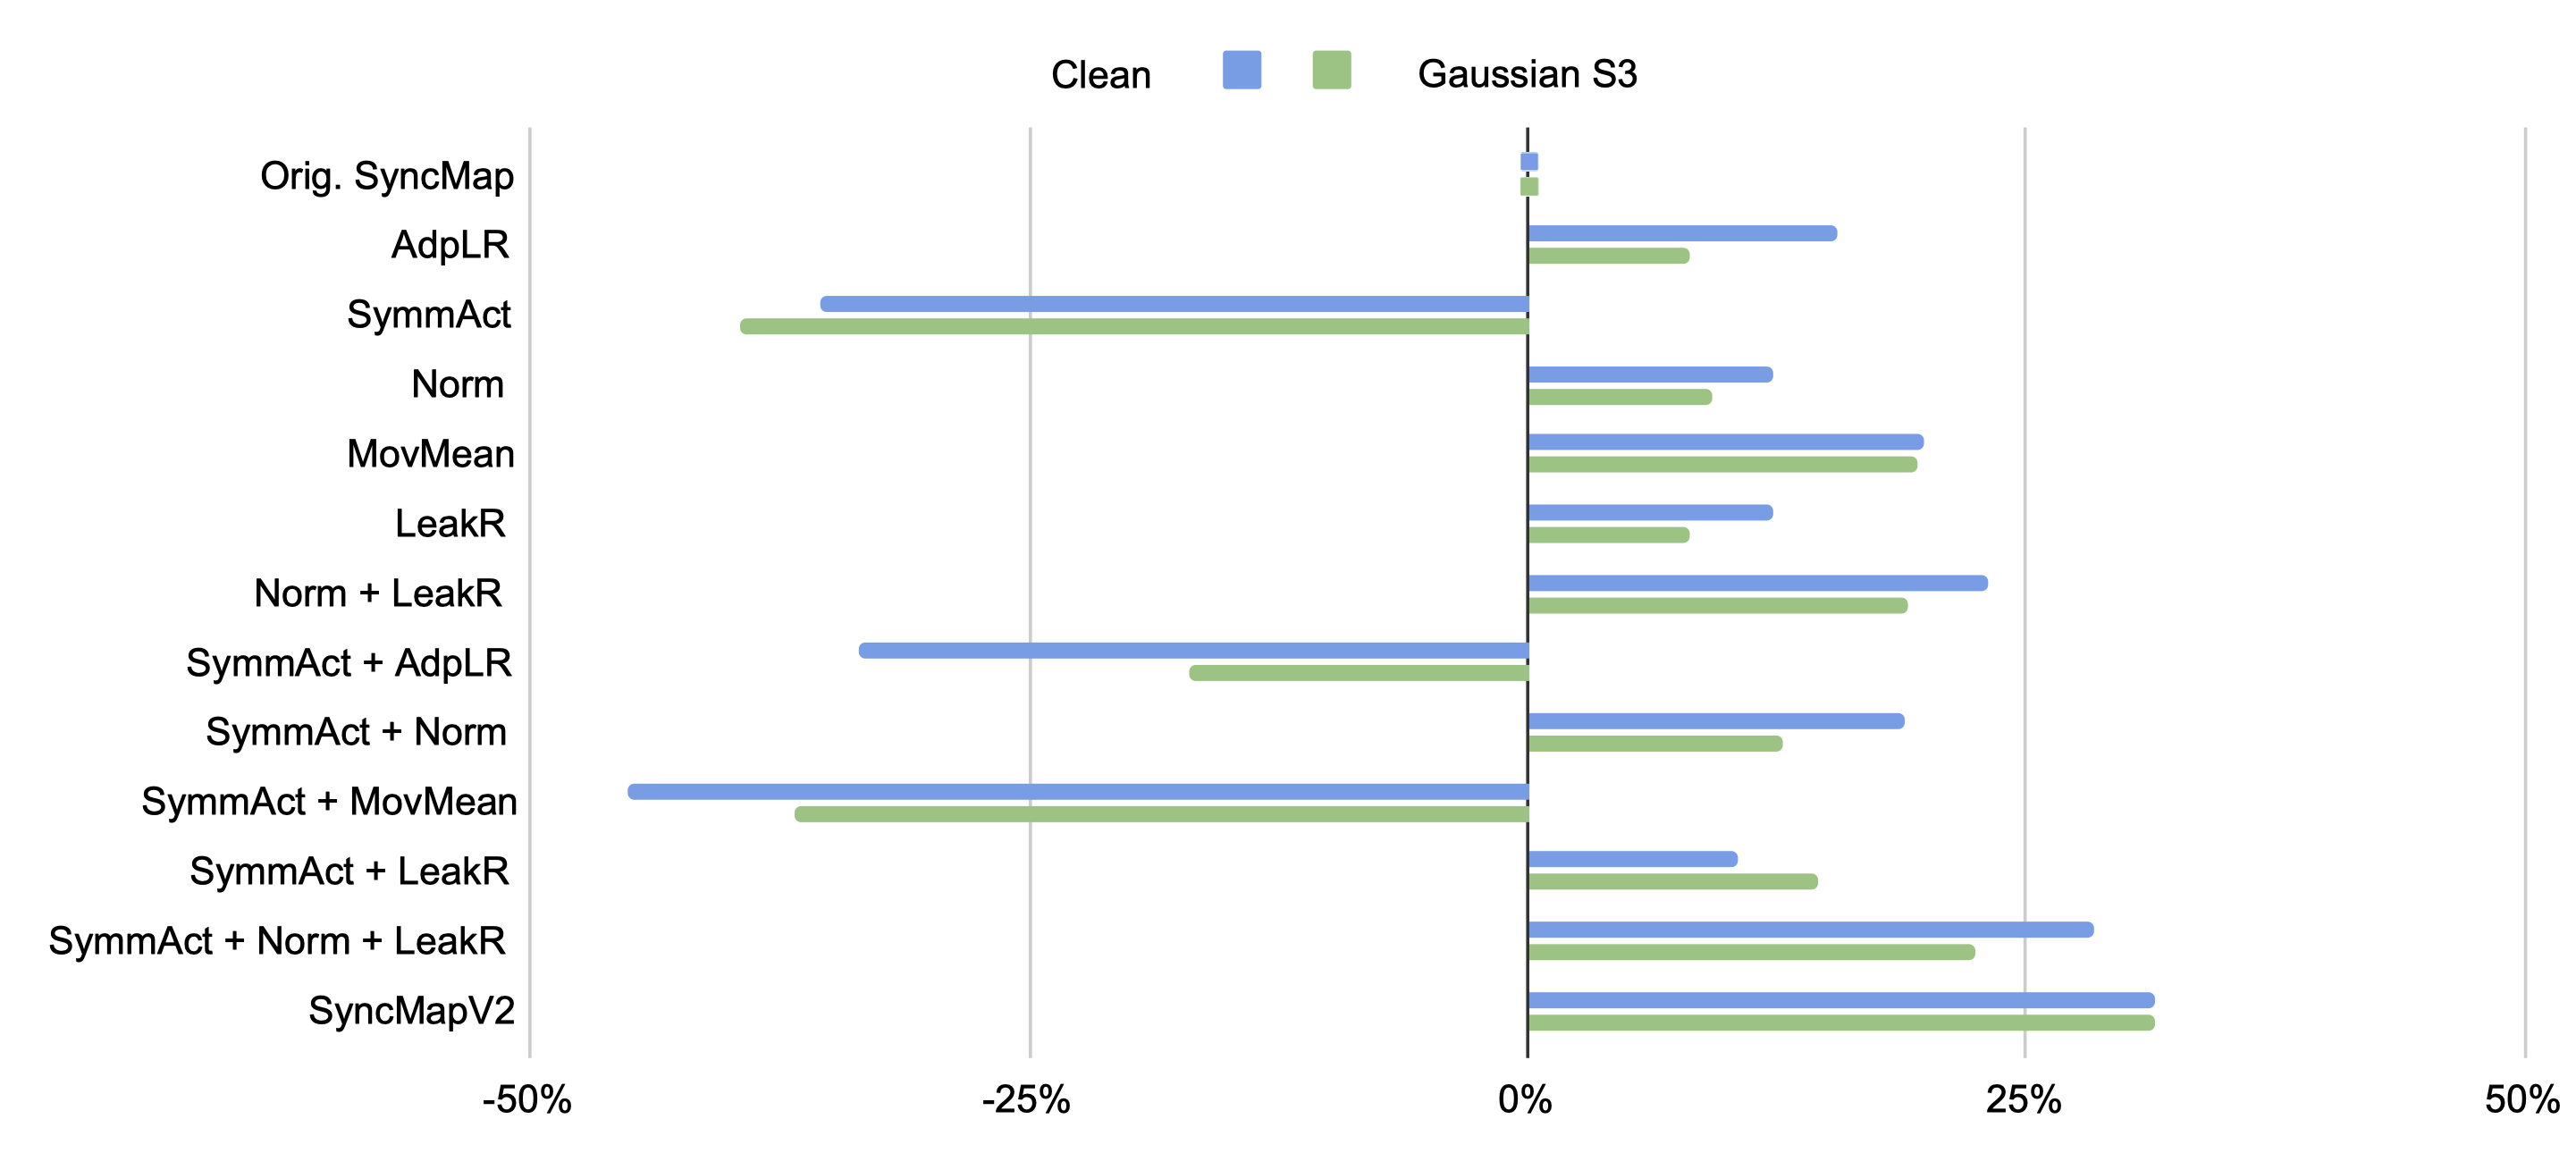 Clean Gaussian S3
Orig. SyncMap
AdpLR
SymmAct
Norm
MovMean
LeakR
Norm + LeakR
SymmAct + AdpLR
SymmAct + Norm
SymmAct + MovMean
SymmAct + LeakR
SymmAct + Norm + LeakR
SyncMapV2
-50% -25% 0% 25% 50%